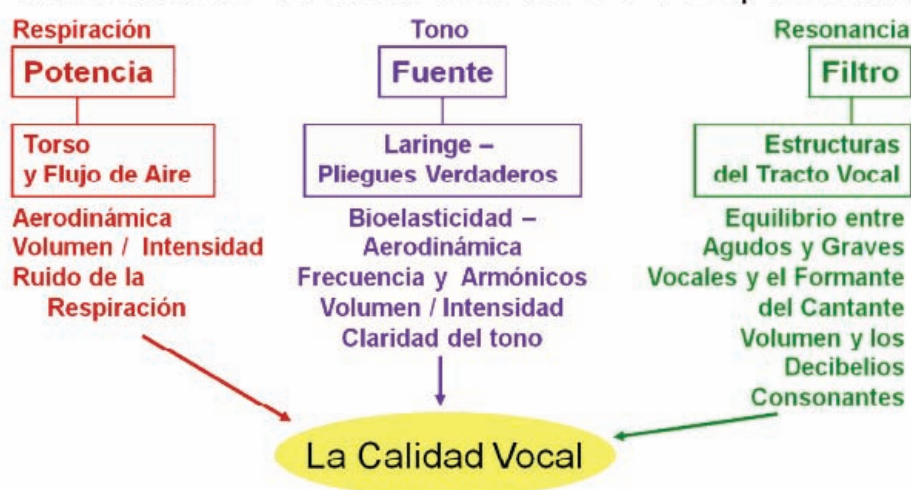 Respiración
Potencia
Torso
y Flujo de Aire
Aerodinámica
Volumen / Intensidad
Ruido de la
Respiración
Tono
Fuente
Laringe –
Pliegues Verdaderos
Bioelasticidad –
Aerodinámica
Frecuencia y Armónicos
Volumen / Intensidad
Claridad del tono
Resonancia
Filtro
Estructuras
del Tracto Vocal
Equilibrio entre
Agudos y Graves
Vocales y el Formante
del Cantante
Volumen y los
Decibelios
Consonantes
La Calidad Vocal